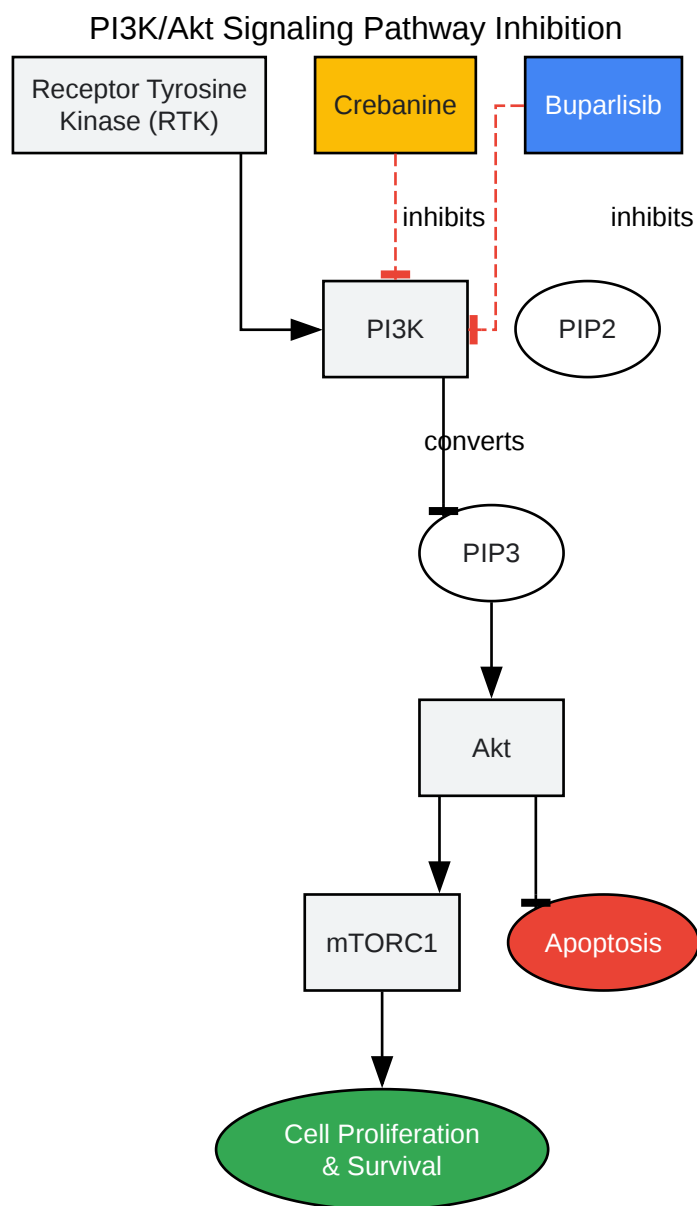 PI3K/Akt Signaling Pathway Inhibition
Receptor Tyrosine
Kinase (RTK)
Crebanine
Buparlisib
inhibits
inhibits
PI3K
PIP2
converts
PIP3
Akt
mTORC1
Apoptosis
Cell Proliferation
& Survival